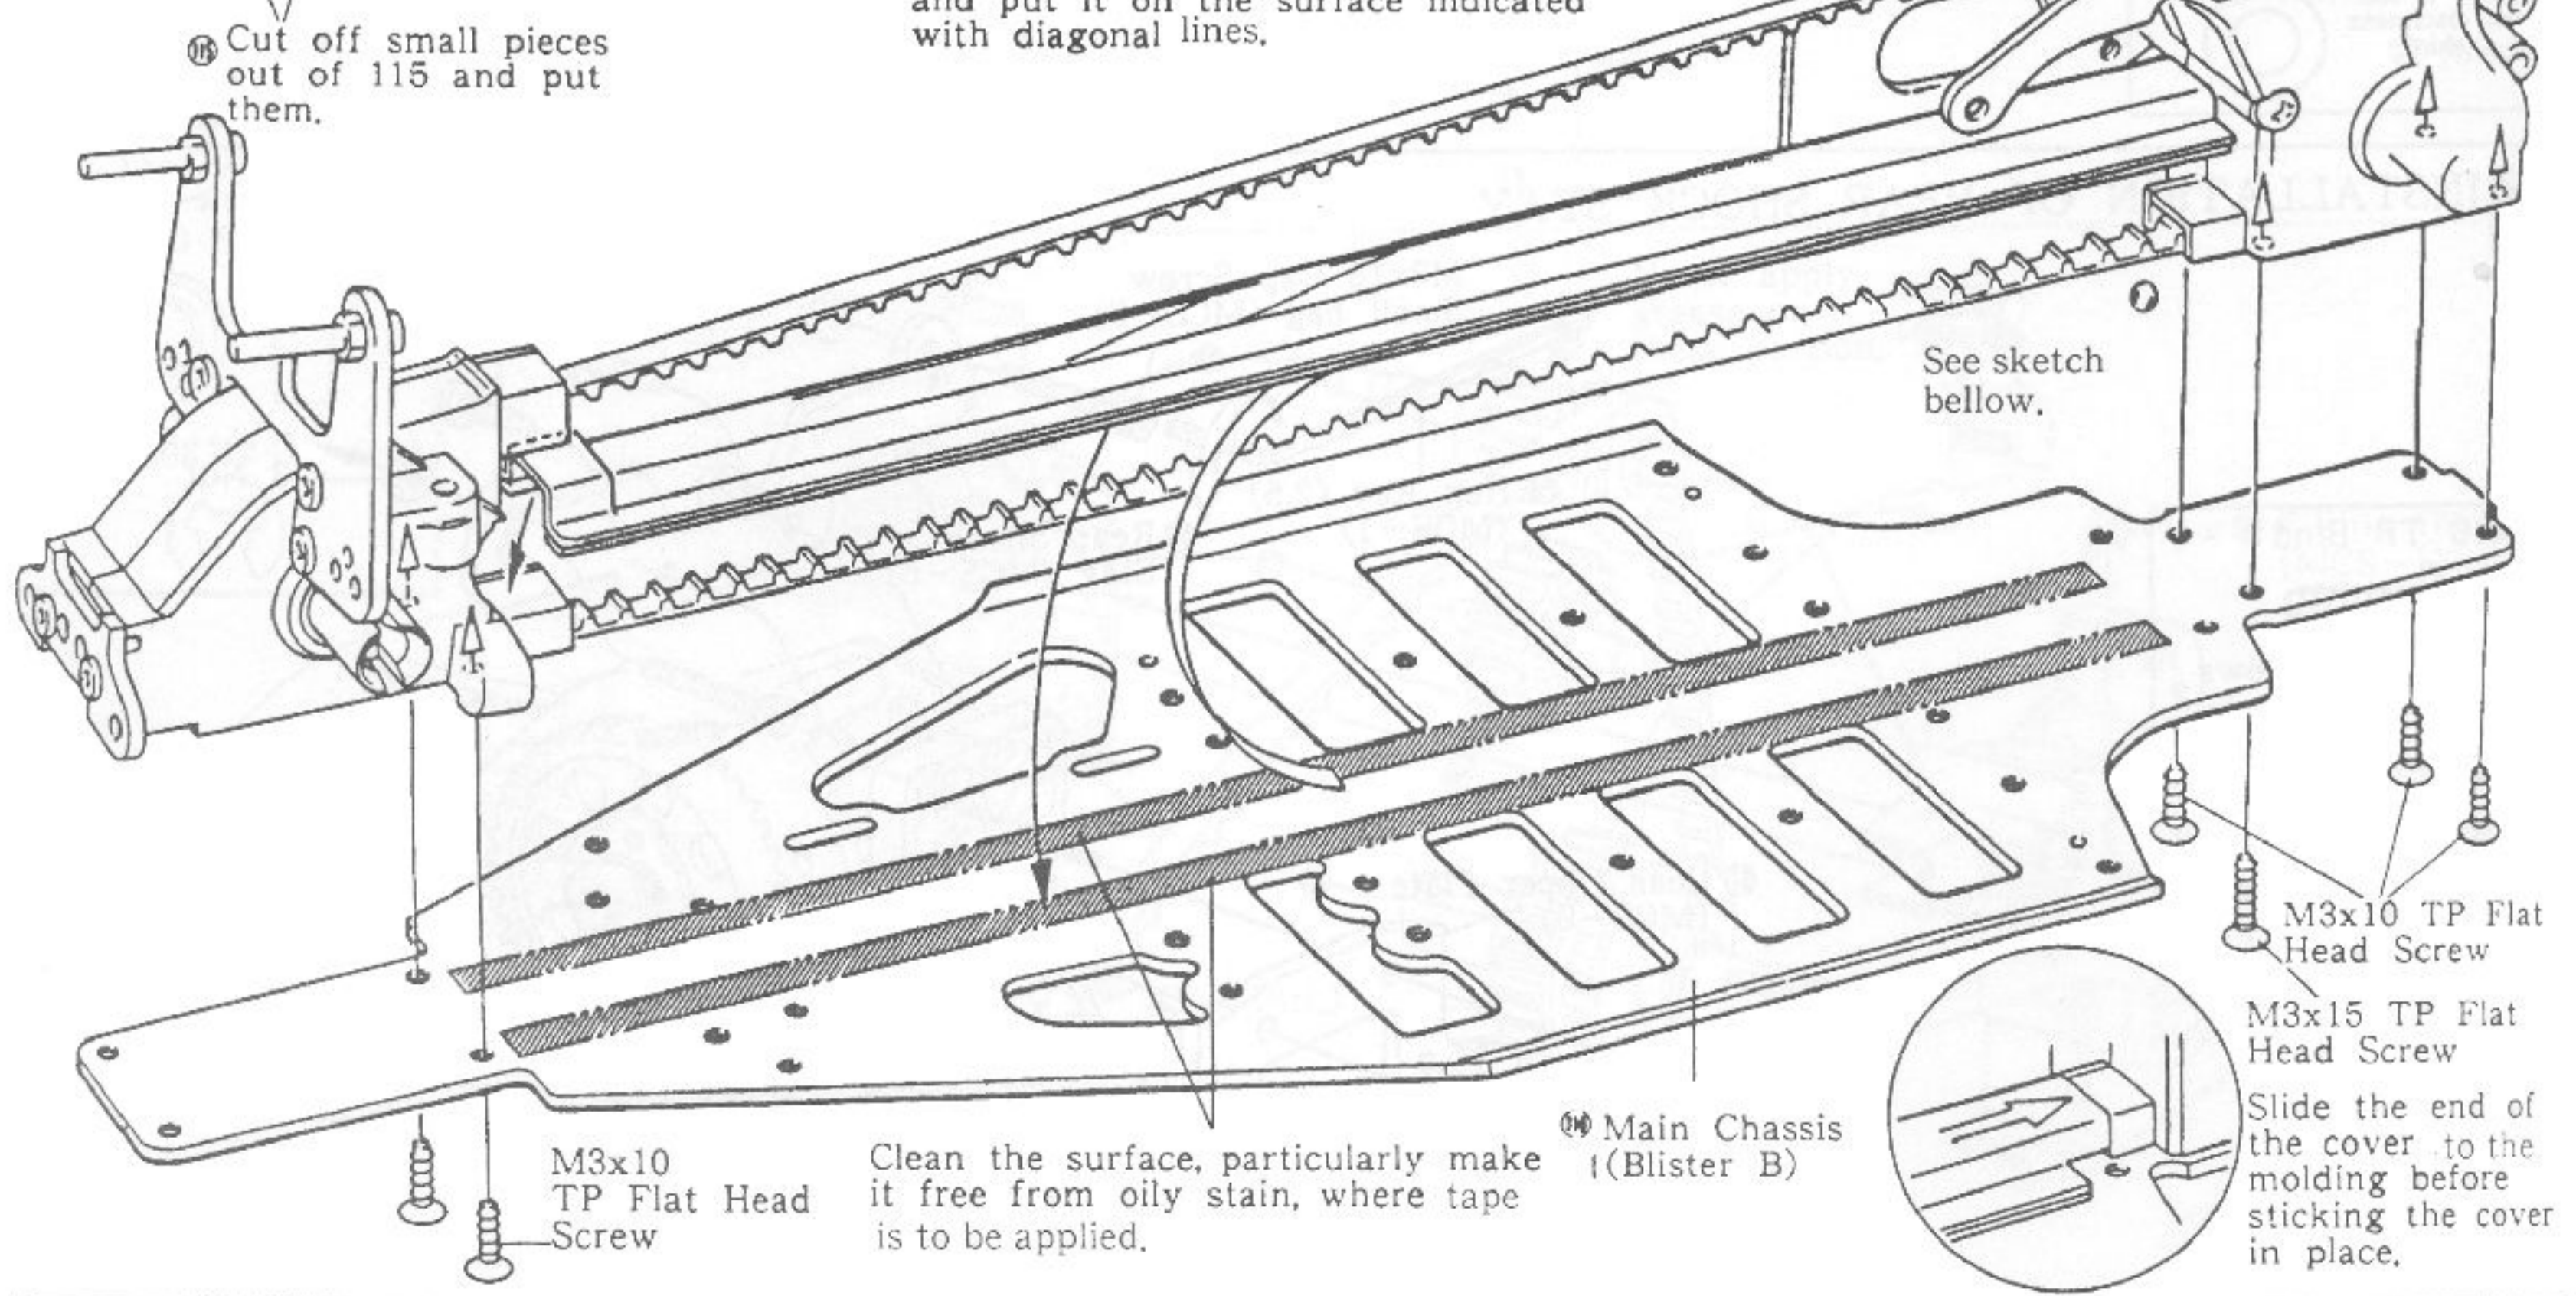 and put it on the surface indicated
with diagonal lines.
Cut off small pieces
out of 115 and put
them.
See sketch
bellow.
M3x10 TP Flat
Head Screw
M3x15 TP Flat
Head Screw
Slide the end of
the cover to the
molding before
sticking the cover
in place.
Main Chassis
(Blister B)
Clean the surface, particularly make
it free from oily stain, where tape
is to be applied.
M3x10
TP Flat Head
Screw